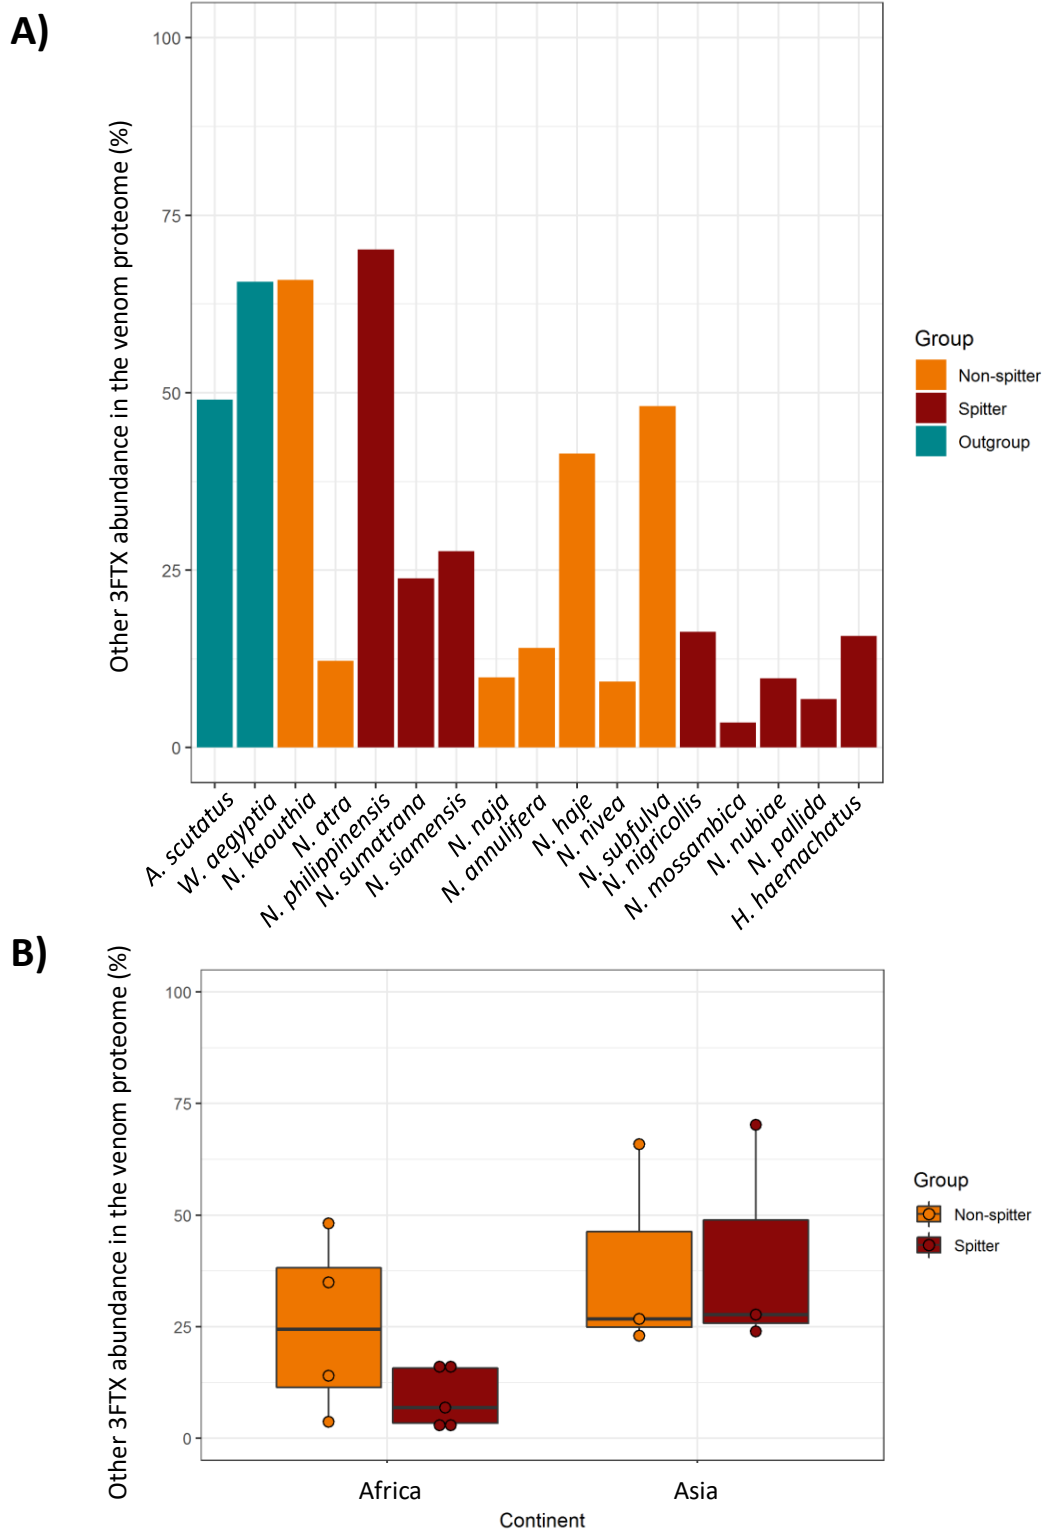 A)
Other 3FTX abundance in the venom proteome (%)
100
75
50
25
0
A. scutatus
W. aegyptia
N. kaouthia
N. atra
N. philippinensis
N. sumatrana
N. siamensis
N. naja
N. annulifera
N. haje
N. nivea
N. subfulva
N. nigricollis
N. mossambica
N. nubiae
N. pallida
H. haemachatus
Group
Non-spitter
Spitter
Outgroup
B)
Other 3FTX abundance in the venom proteome (%)
100
75
50
25
0
Africa
Asia
Continent
Group
Non-spitter
Spitter